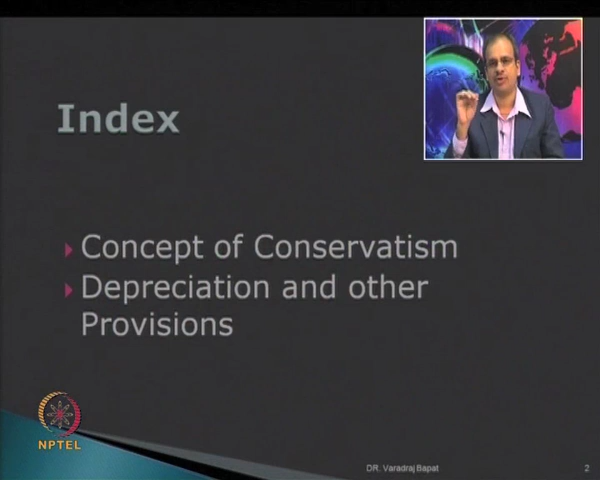 Index
Concept of Conservatism
Depreciation and other
Provisions
NPTEL
DR. Varadraj Bapat
2